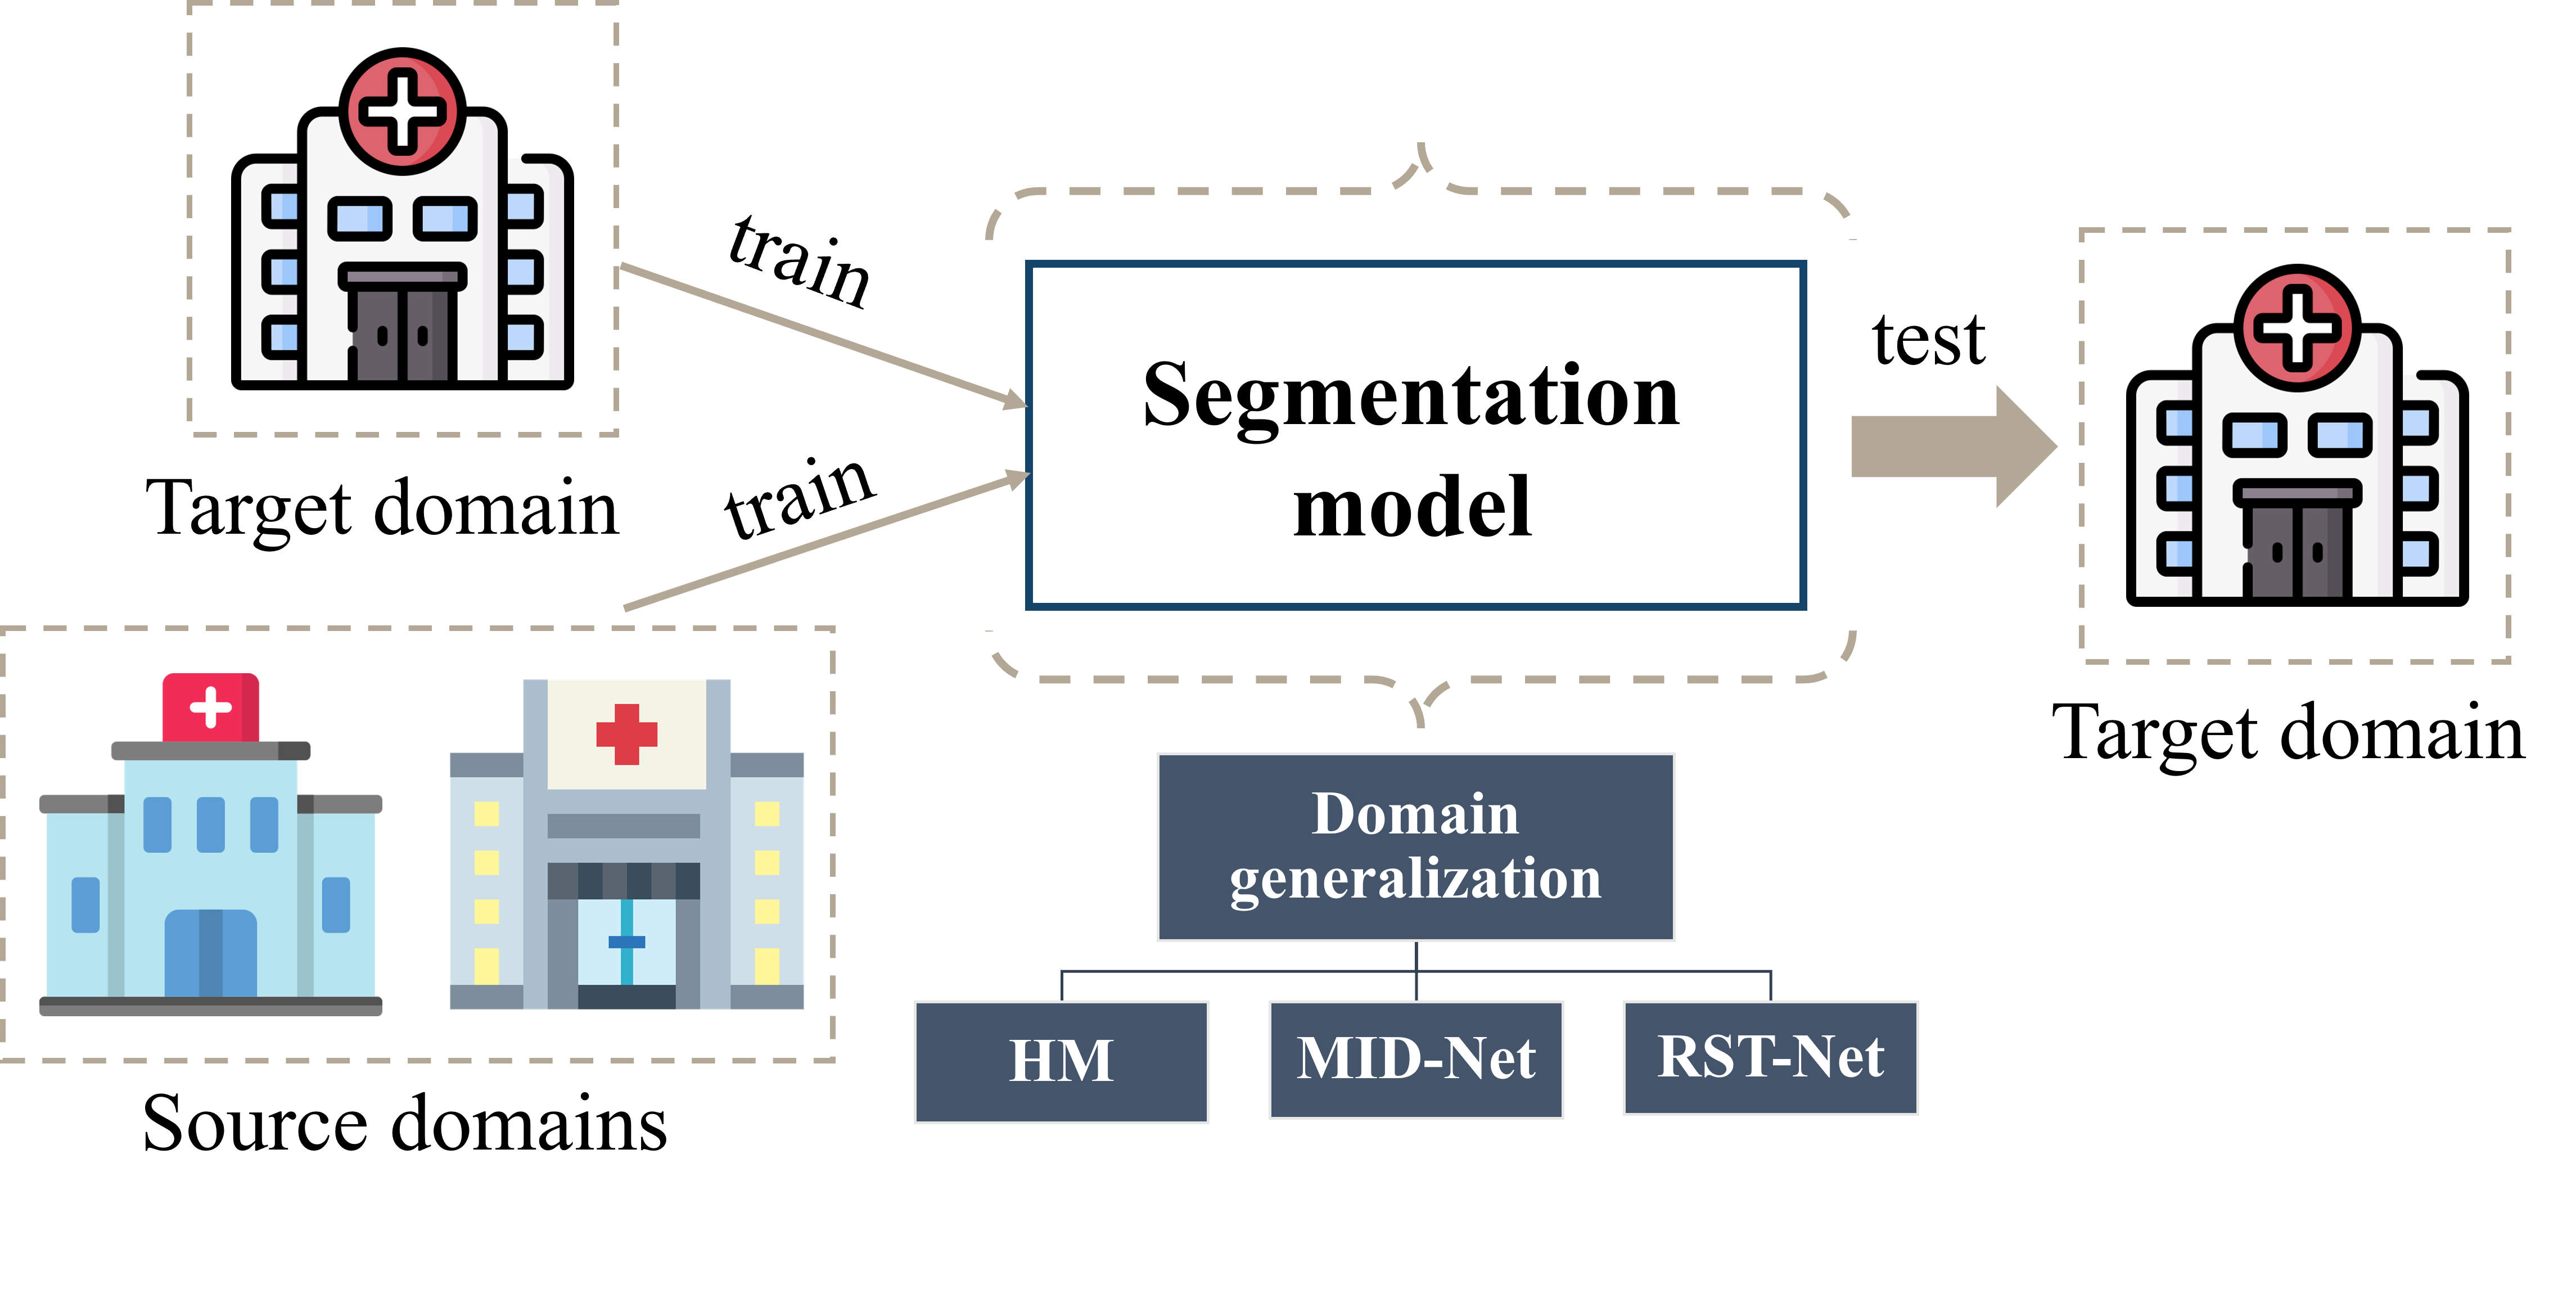 Target domain
train
train
Source domains
Segmentation
model
test
Target domain
Domain
generalization
HM
MID-Net
RST-Net